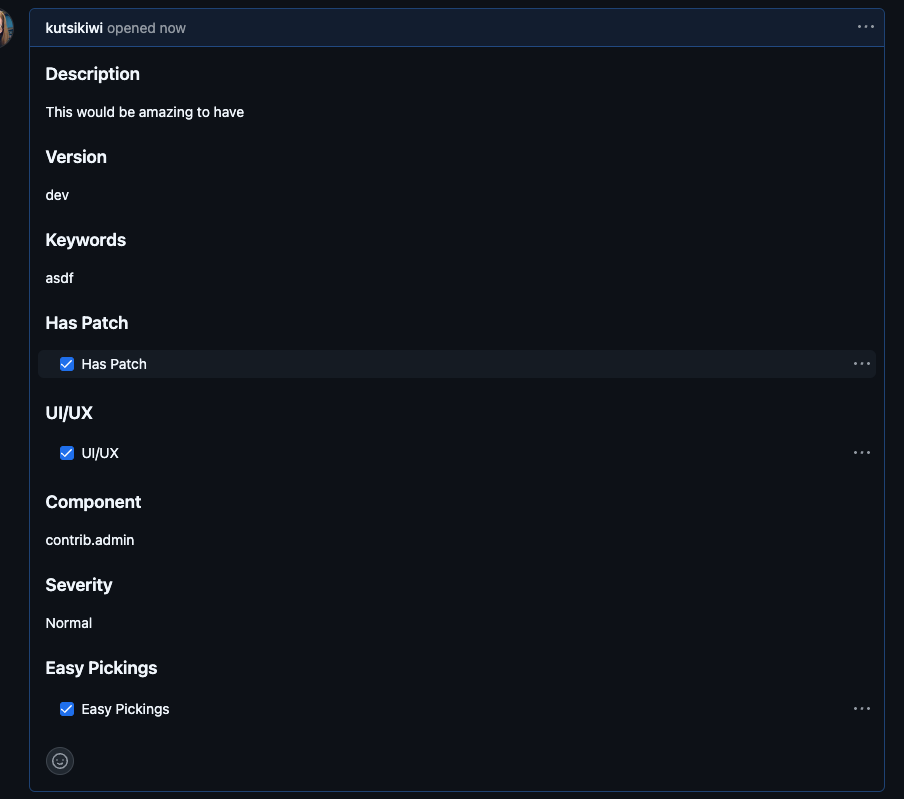 kutsikiwi opened now
Description
This would be amazing to have
Version
dev
Keywords
asdf
Has Patch
Has Patch
UI/UX
UI/UX
Component
contrib.admin
Severity
Normal
Easy Pickings
Easy Pickings